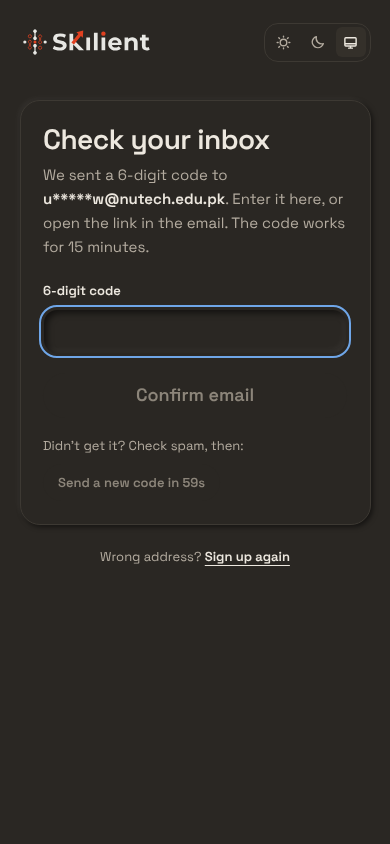 Skilient
Check your inbox
We sent a 6-digit code to
u*****w@nutech.edu.pk. Enter it here, or
open the link in the email. The code works
for 15 minutes.
6-digit code
Confirm email
Didn't get it? Check spam, then:
Send a new code in 59s
Wrong address? Sign up again